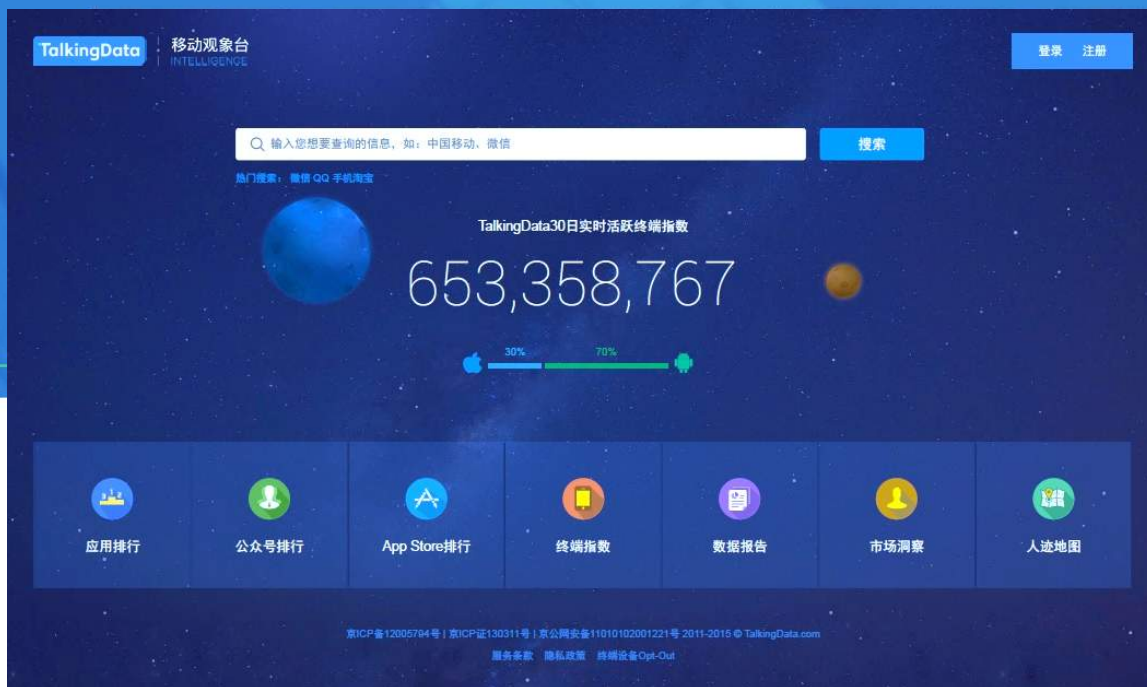 TalkingData
移动观象台
INTELLIGENCE
登录 注册
输入您想要查询的信息，如：中国移动、微信
搜索
热门搜索： 微信 QQ 手机淘宝
TalkingData30日实时活跃终端指数
653,358,767
30% 70%
应用排行
公众号排行
App Store排行
终端指数
数据报告
市场洞察
人迹地图
京ICP备12005794号 | 京ICP证130311号 | 京公网安备11010102001221号 2011-2015 © TalkingData.com
服务条款 隐私政策 终端设备Opt-Out